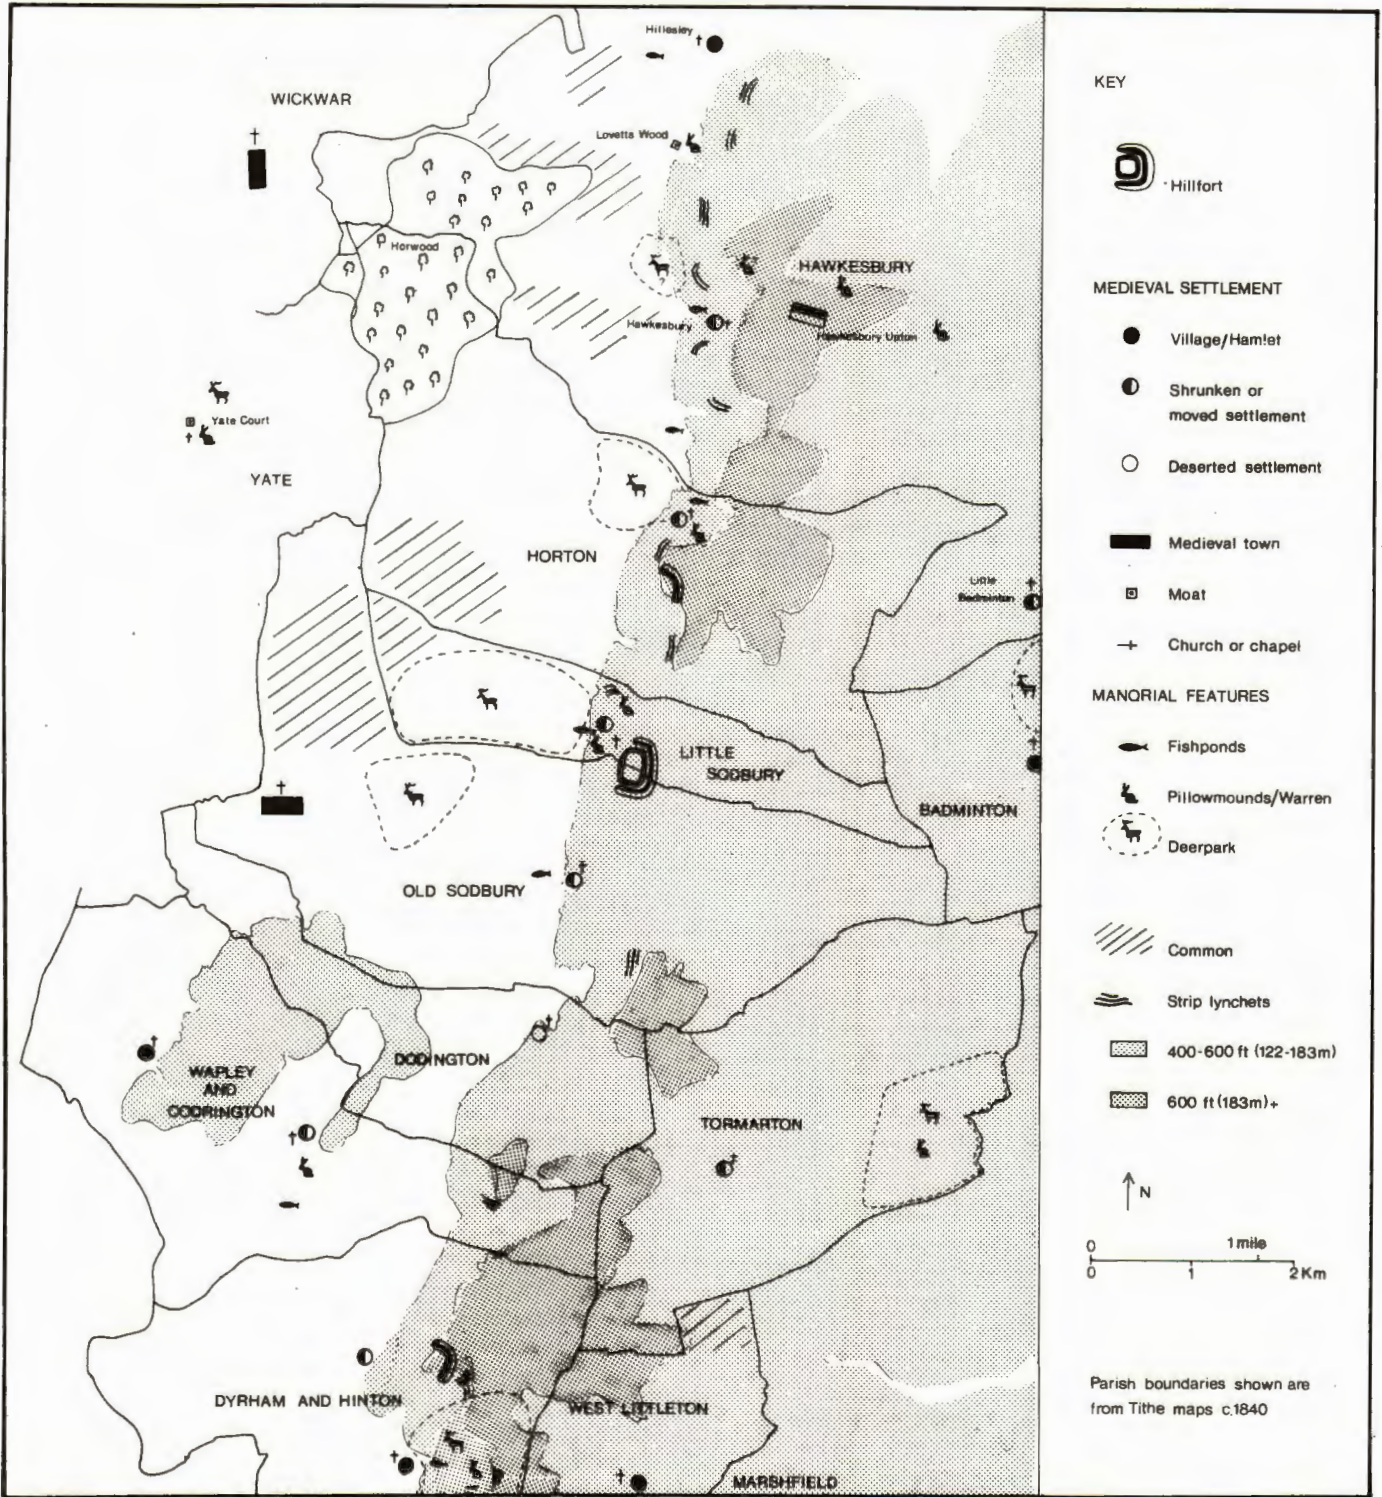 Hillesley
WICKWAR
Lovetts Wood
Horwood
HAWKESBURY
Hawkesbury
Hawkesbury Upton
Yate Court
YATE
HORTON
Little
Badminton
LITTLE
SODBURY
BADMINTON
OLD SODBURY
DODINGTON
WAPLEY
AND
CODRINGTON
TORMARTON
DYRHAM AND HINTON
WEST LITTLETON
MARSHFIELD
KEY
Hillfort
MEDIEVAL SETTLEMENT
Village/Hamlet
Shrunken or
moved settlement
Deserted settlement
Medieval town
Moat
Church or chapel
MANORIAL FEATURES
Fishponds
Pillowmounds/Warren
Deerpark
Common
Strip lynchets
400-600 ft (122-183m)
600 ft (183m)+
N
0 1 mile
0 1 2 Km
Parish boundaries shown are
from Tithe maps c.1840